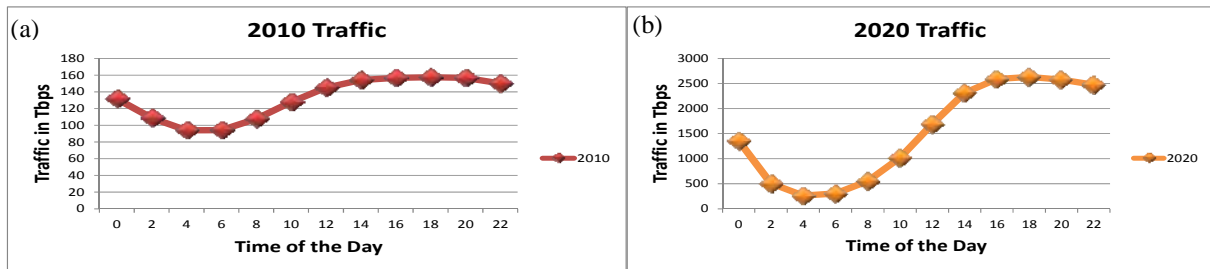 (a)
2010 Traffic
Traffic in Tbps
180
160
140
120
100
80
60
40
20
0
0 2 4 6 8 10 12 14 16 18 20 22
Time of the Day
2010
(b)
2020 Traffic
Traffic in Tbps
3000
2500
2000
1500
1000
500
0
0 2 4 6 8 10 12 14 16 18 20 22
Time of the Day
2020